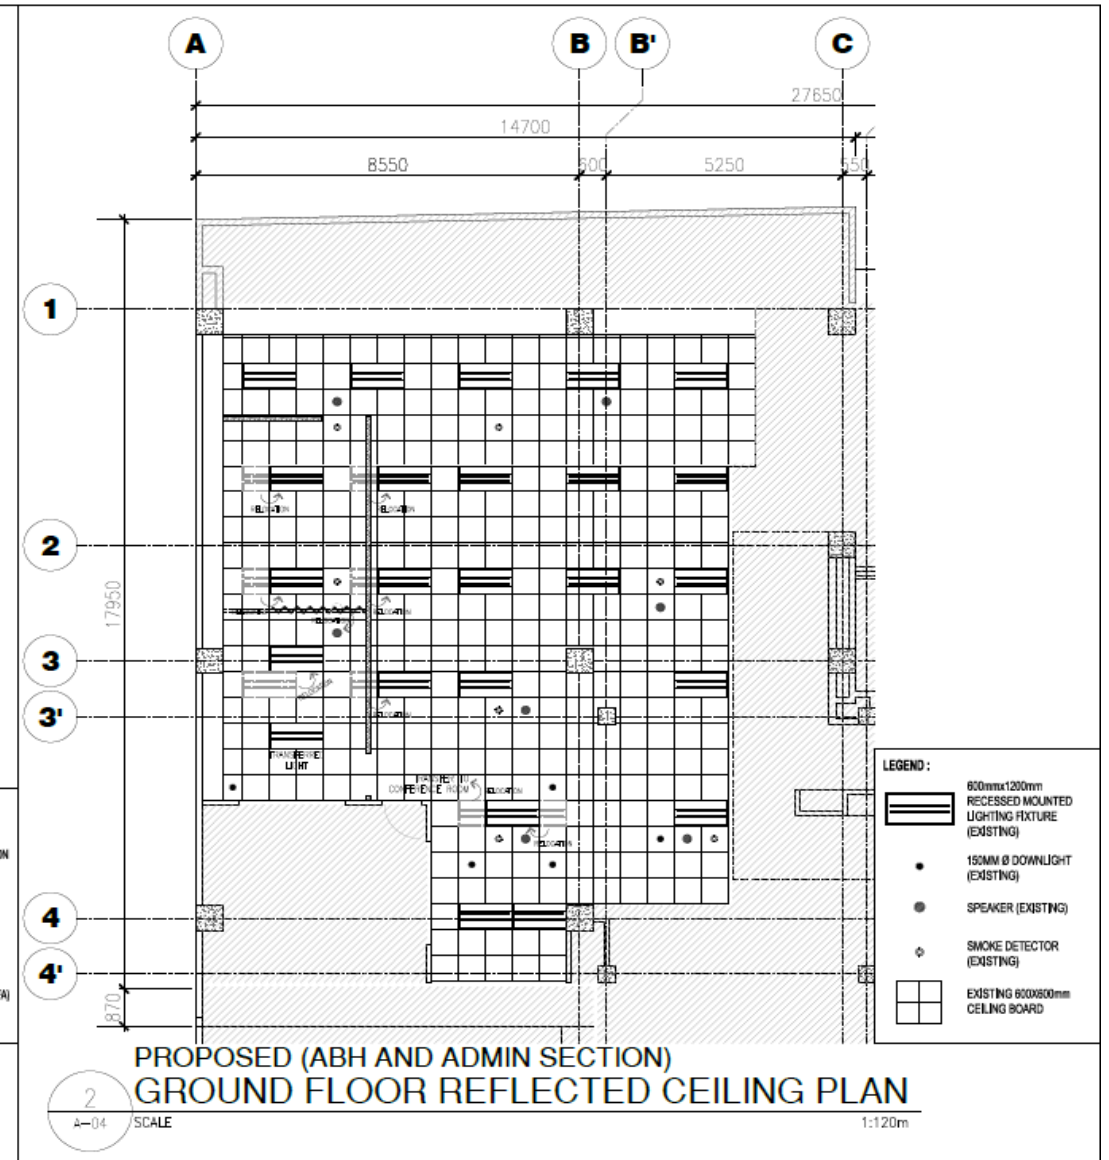 A
B
B'
C
27650
14700
8550
600
5250
550
1
2
17950
3
3'
4
4'
870
RELOCATION
RELOCATION
RELOCATION
RELOCATION
RELOCATION
RELOCATION
TRANSFERRED
LIGHT
TRANSFER TO
CONFERENCE ROOM
RELOCATION
RELOCATION
ON
A)
LEGEND :
600mmx1200mm
RECESSED MOUNTED
LIGHTING FIXTURE
(EXISTING)
150MM Ø DOWNLIGHT
(EXISTING)
SPEAKER (EXISTING)
SMOKE DETECTOR
(EXISTING)
EXISTING 600X600mm
CEILING BOARD
PROPOSED (ABH AND ADMIN SECTION)
2
GROUND FLOOR REFLECTED CEILING PLAN
A-04
SCALE
1:120m